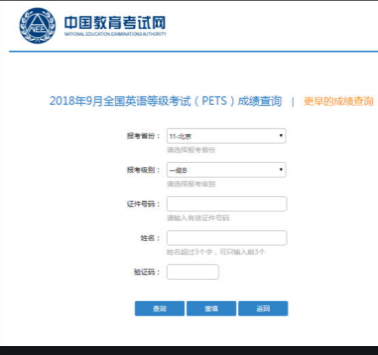 中国教育考试网
NATIONAL EDUCATION EXAMINATIONS AUTHORITY
2018年9月全国英语等级考试（PETS）成绩查询 | 更早的成绩查询
报考省份： 11-北京
请选择报考省份
报考级别： 一级B
请选择报考级别
证件号码：
请输入有效证件号码
姓名：
姓名超过3个字，可只输入前3个
验证码：
查询 重填 返回